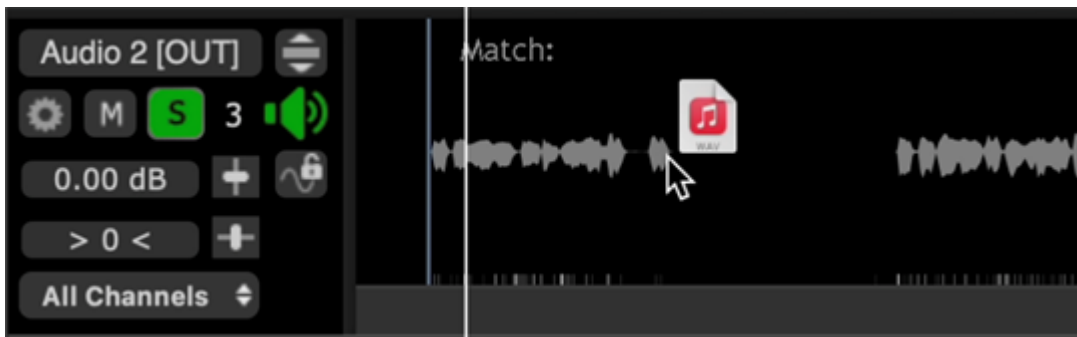 Audio 2 [OUT]
Match:
M S 3
WAV
0.00 dB
> 0 <
All Channels